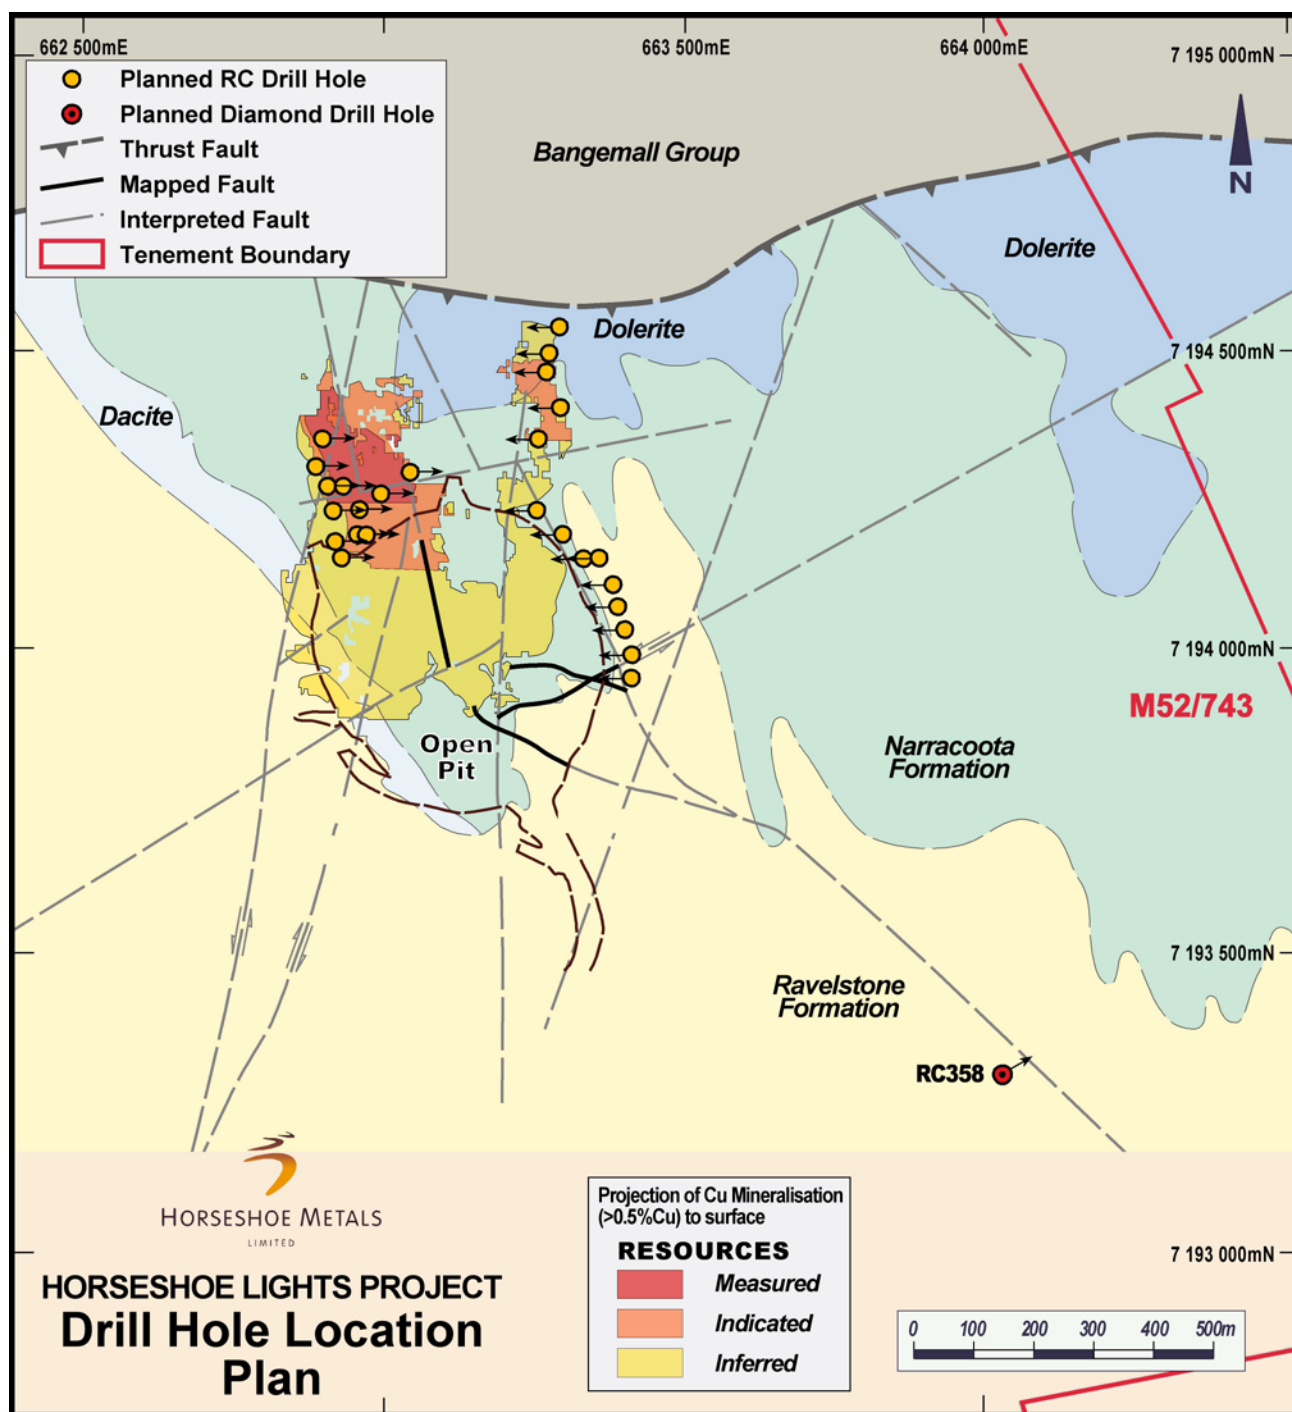 662 500mE
663 500mE
664 000mE
7 195 000mN
Planned RC Drill Hole
Planned Diamond Drill Hole
Thrust Fault
Mapped Fault
Interpreted Fault
Tenement Boundary
Bangemall Group
N
Dolerite
Dolerite
7 194 500mN
Dacite
7 194 000mN
M52/743
Open
Pit
Narracoota
Formation
7 193 500mN
Ravelstone
Formation
RC358
HORSESHOE METALS
LIMITED
HORSESHOE LIGHTS PROJECT
Drill Hole Location
Plan
Projection of Cu Mineralisation
(>0.5%Cu) to surface
RESOURCES
Measured
Indicated
Inferred
7 193 000mN
0 100 200 300 400 500m